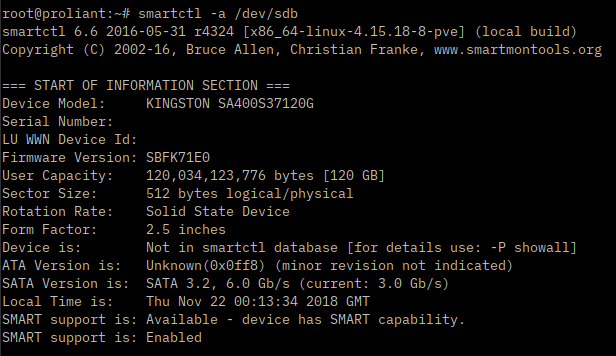 root@proliant:~# smartctl -a /dev/sdb
smartctl 6.6 2016-05-31 r4324 [x86_64-linux-4.15.18-8-pve] (local build)
Copyright (C) 2002-16, Bruce Allen, Christian Franke, www.smartmontools.org

=== START OF INFORMATION SECTION ===
Device Model:     KINGSTON SA400S37120G
Serial Number:
LU WWN Device Id:
Firmware Version: SBFK71E0
User Capacity:    120,034,123,776 bytes [120 GB]
Sector Size:      512 bytes logical/physical
Rotation Rate:    Solid State Device
Form Factor:      2.5 inches
Device is:        Not in smartctl database [for details use: -P showall]
ATA Version is:   Unknown(0x0ff8) (minor revision not indicated)
SATA Version is:  SATA 3.2, 6.0 Gb/s (current: 3.0 Gb/s)
Local Time is:    Thu Nov 22 00:13:34 2018 GMT
SMART support is: Available - device has SMART capability.
SMART support is: Enabled